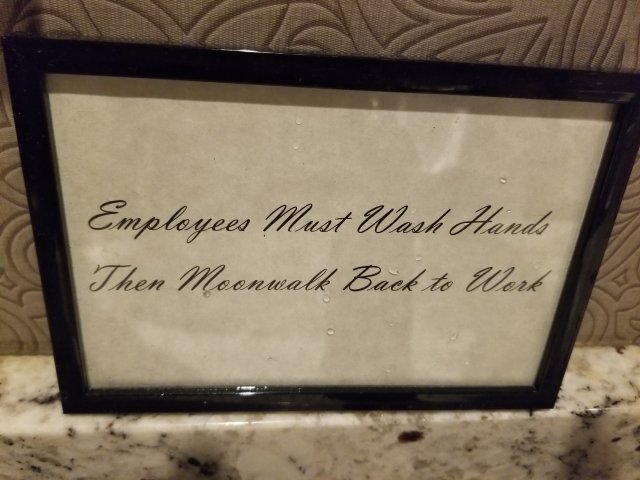 Employees Must Wash Hands
Then Moonwalk Back to Work